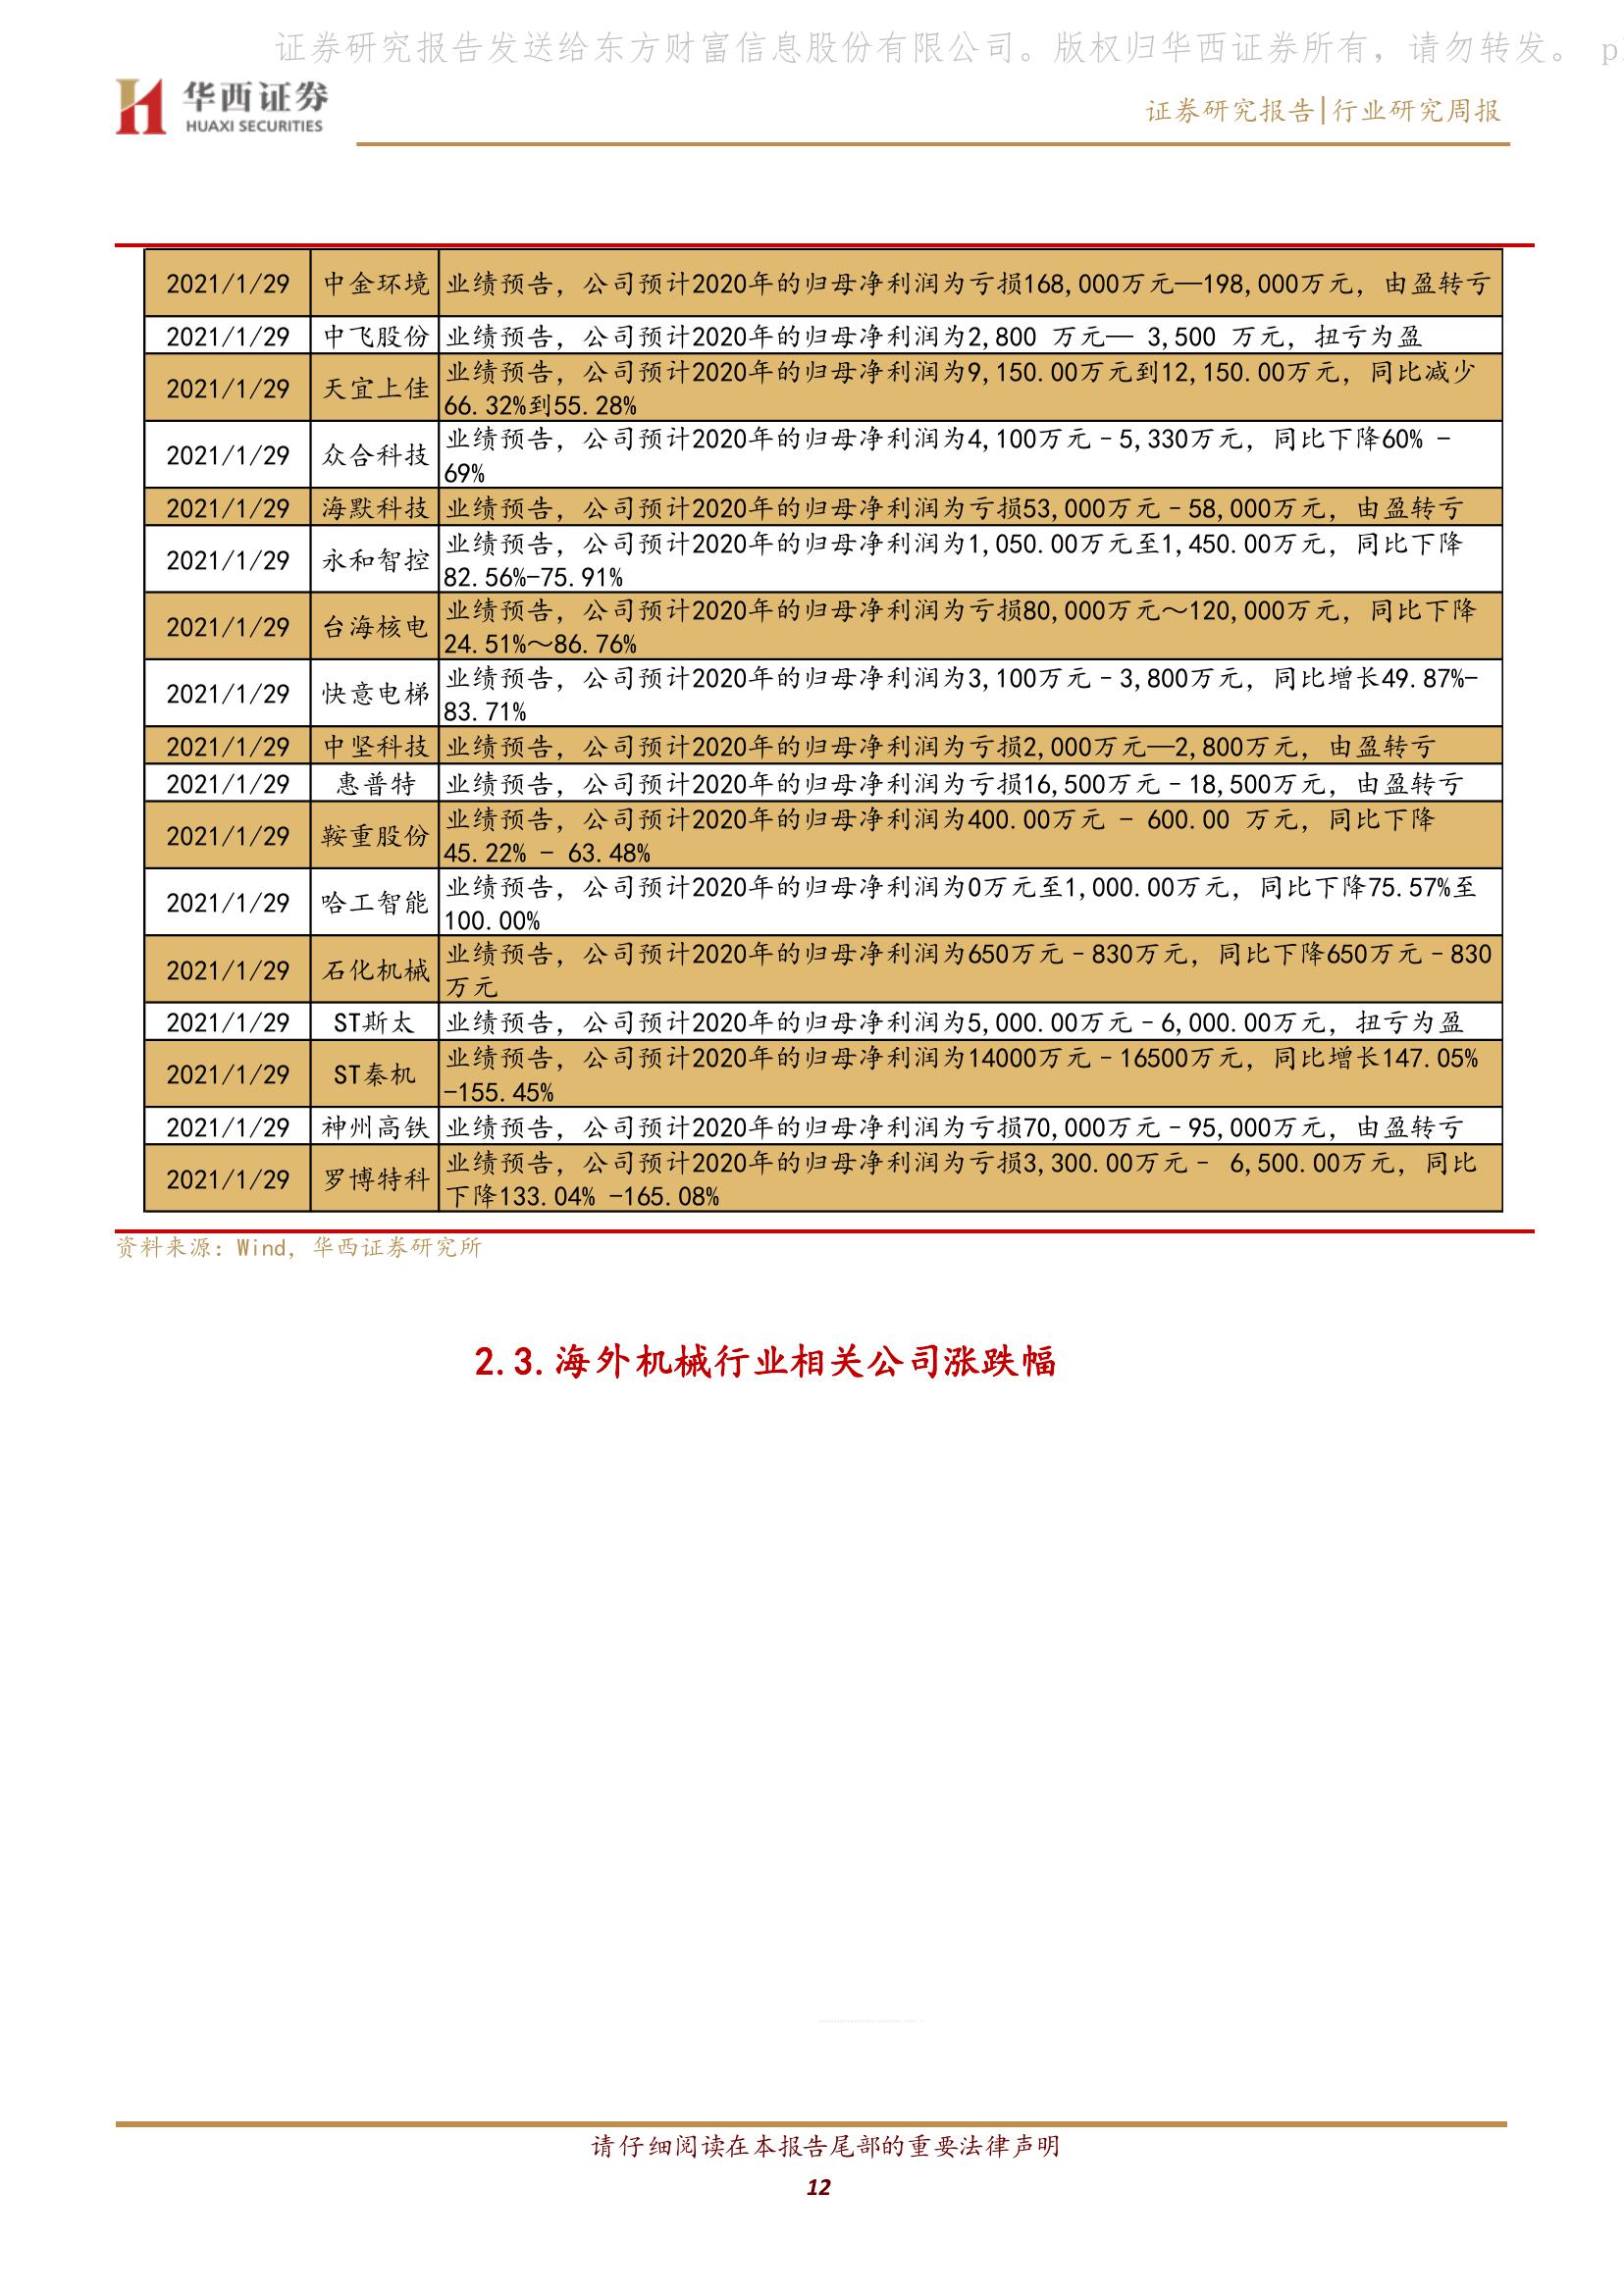 证券研究报告发送给东方财富信息股份有限公司。版权归华西证券所有，请勿转发。 p
华西证券
HUAXI SECURITIES
证券研究报告|行业研究周报
2021/1/29 中金环境 业绩预告，公司预计2020年的归母净利润为亏损168,000万元—198,000万元，由盈转亏
2021/1/29 中飞股份 业绩预告，公司预计2020年的归母净利润为2,800 万元— 3,500 万元，扭亏为盈
2021/1/29 天宜上佳 业绩预告，公司预计2020年的归母净利润为9,150.00万元到12,150.00万元，同比减少
66.32%到55.28%
2021/1/29 众合科技 业绩预告，公司预计2020年的归母净利润为4,100万元–5,330万元，同比下降60% -
69%
2021/1/29 海默科技 业绩预告，公司预计2020年的归母净利润为亏损53,000万元–58,000万元，由盈转亏
2021/1/29 永和智控 业绩预告，公司预计2020年的归母净利润为1,050.00万元至1,450.00万元，同比下降
82.56%-75.91%
2021/1/29 台海核电 业绩预告，公司预计2020年的归母净利润为亏损80,000万元～120,000万元，同比下降
24.51%～86.76%
2021/1/29 快意电梯 业绩预告，公司预计2020年的归母净利润为3,100万元–3,800万元，同比增长49.87%-
83.71%
2021/1/29 中坚科技 业绩预告，公司预计2020年的归母净利润为亏损2,000万元—2,800万元，由盈转亏
2021/1/29 惠普特 业绩预告，公司预计2020年的归母净利润为亏损16,500万元–18,500万元，由盈转亏
2021/1/29 鞍重股份 业绩预告，公司预计2020年的归母净利润为400.00万元 - 600.00 万元，同比下降
45.22% - 63.48%
2021/1/29 哈工智能 业绩预告，公司预计2020年的归母净利润为0万元至1,000.00万元，同比下降75.57%至
100.00%
2021/1/29 石化机械 业绩预告，公司预计2020年的归母净利润为650万元–830万元，同比下降650万元–830
万元
2021/1/29 ST斯太 业绩预告，公司预计2020年的归母净利润为5,000.00万元–6,000.00万元，扭亏为盈
2021/1/29 ST秦机 业绩预告，公司预计2020年的归母净利润为14000万元–16500万元，同比增长147.05%
-155.45%
2021/1/29 神州高铁 业绩预告，公司预计2020年的归母净利润为亏损70,000万元–95,000万元，由盈转亏
2021/1/29 罗博特科 业绩预告，公司预计2020年的归母净利润为亏损3,300.00万元– 6,500.00万元，同比
下降133.04% -165.08%
资料来源：Wind，华西证券研究所
2.3.海外机械行业相关公司涨跌幅
请仔细阅读在本报告尾部的重要法律声明
12